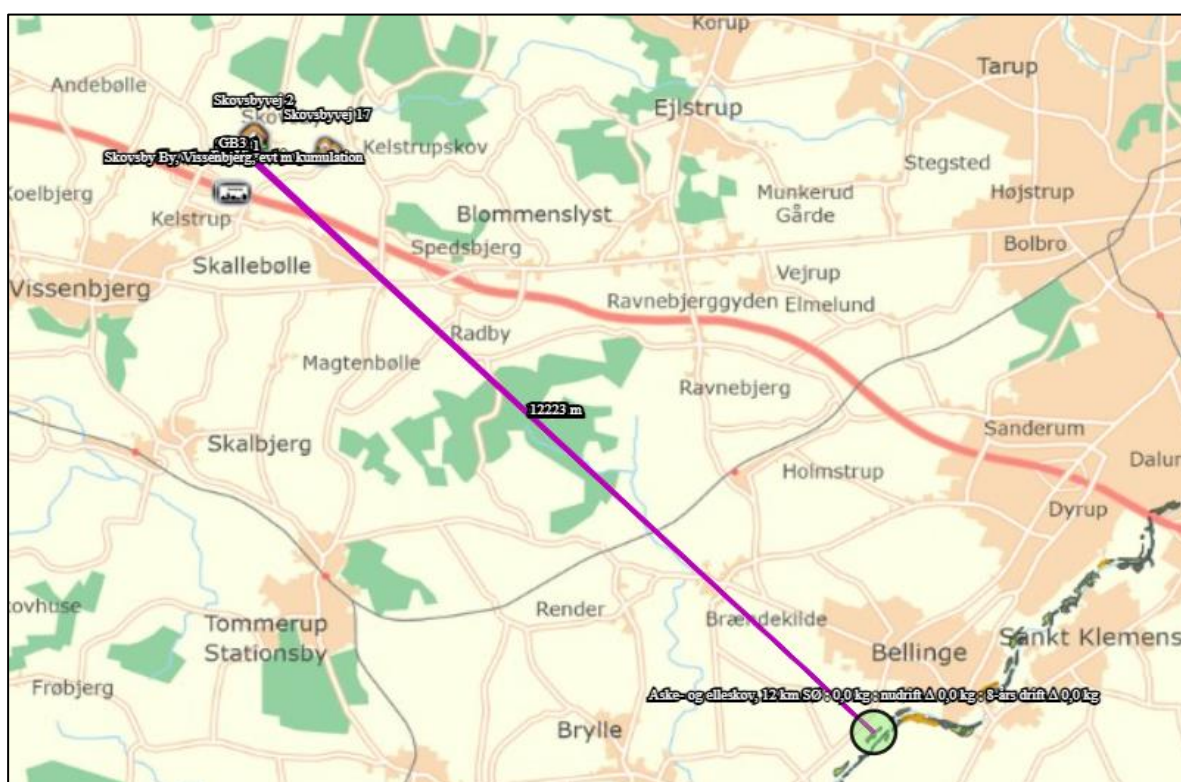 Korup
Tarup
Andebølle
Skovsbyvej 2
Skovsbyvej 17
Ejlstrup
GB3
Kelstrupskov
Skovsby By, Vissenbjerg, evt m kumulation
Stegsted
Koelbjerg
Munkerud
Gårde
Højstrup
Kelstrup
Blommenslyst
Spedsbjerg
Bolbro
Skallebølle
Vejrup
Vissenbjerg
Ravnebjerggyden
Elmelund
Radby
Magtenbølle
Ravnebjerg
12223 m
Skalbjerg
Sanderum
Holmstrup
Dalum
Dyrup
Render
Brændekilde
Tommerup
Stationsby
Bellinge
Sankt Klemens
Frøbjerg
Aske- og elleskov, 12 km SØ : 0,0 kg : nudrift Δ 0,0 kg : 8-års drift Δ 0,0 kg
Brylle